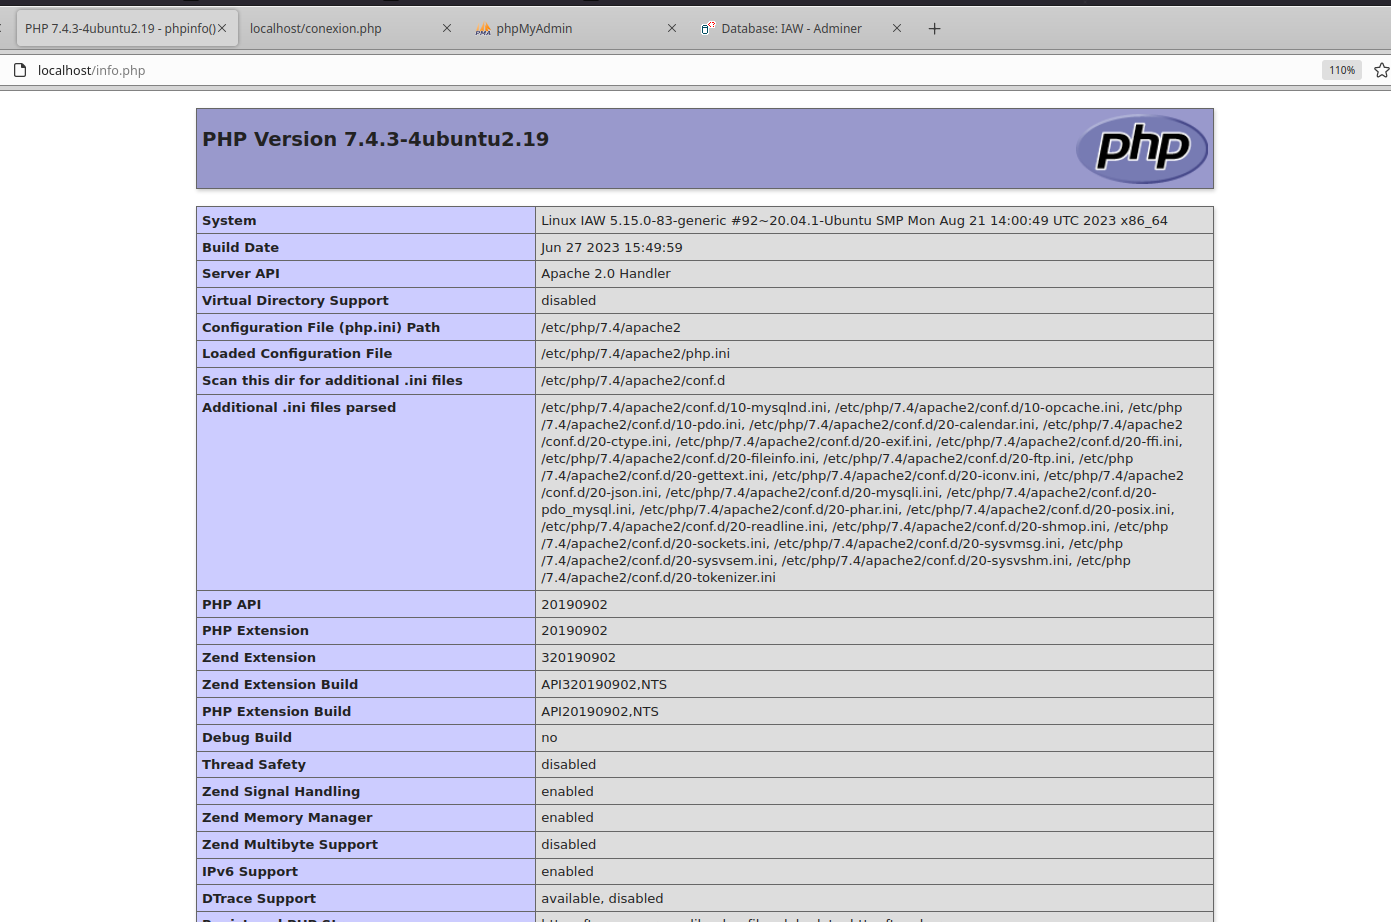 PHP 7.4.3-4ubuntu2.19 - phpinfo()
localhost/conexion.php
PMA
phpMyAdmin
Database: IAW - Adminer
localhost/info.php
110%
PHP Version 7.4.3-4ubuntu2.19
php
System Linux IAW 5.15.0-83-generic #92~20.04.1-Ubuntu SMP Mon Aug 21 14:00:49 UTC 2023 x86_64
Build Date Jun 27 2023 15:49:59
Server API Apache 2.0 Handler
Virtual Directory Support disabled
Configuration File (php.ini) Path /etc/php/7.4/apache2
Loaded Configuration File /etc/php/7.4/apache2/php.ini
Scan this dir for additional .ini files /etc/php/7.4/apache2/conf.d
Additional .ini files parsed /etc/php/7.4/apache2/conf.d/10-mysqlnd.ini, /etc/php/7.4/apache2/conf.d/10-opcache.ini, /etc/php
/7.4/apache2/conf.d/10-pdo.ini, /etc/php/7.4/apache2/conf.d/20-calendar.ini, /etc/php/7.4/apache2
/conf.d/20-ctype.ini, /etc/php/7.4/apache2/conf.d/20-exif.ini, /etc/php/7.4/apache2/conf.d/20-ffi.ini,
/etc/php/7.4/apache2/conf.d/20-fileinfo.ini, /etc/php/7.4/apache2/conf.d/20-ftp.ini, /etc/php
/7.4/apache2/conf.d/20-gettext.ini, /etc/php/7.4/apache2/conf.d/20-iconv.ini, /etc/php/7.4/apache2
/conf.d/20-json.ini, /etc/php/7.4/apache2/conf.d/20-mysqli.ini, /etc/php/7.4/apache2/conf.d/20-
pdo_mysql.ini, /etc/php/7.4/apache2/conf.d/20-phar.ini, /etc/php/7.4/apache2/conf.d/20-posix.ini,
/etc/php/7.4/apache2/conf.d/20-readline.ini, /etc/php/7.4/apache2/conf.d/20-shmop.ini, /etc/php
/7.4/apache2/conf.d/20-sockets.ini, /etc/php/7.4/apache2/conf.d/20-sysvmsg.ini, /etc/php
/7.4/apache2/conf.d/20-sysvsem.ini, /etc/php/7.4/apache2/conf.d/20-sysvshm.ini, /etc/php
/7.4/apache2/conf.d/20-tokenizer.ini
PHP API 20190902
PHP Extension 20190902
Zend Extension 320190902
Zend Extension Build API320190902,NTS
PHP Extension Build API20190902,NTS
Debug Build no
Thread Safety disabled
Zend Signal Handling enabled
Zend Memory Manager enabled
Zend Multibyte Support disabled
IPv6 Support enabled
DTrace Support available, disabled